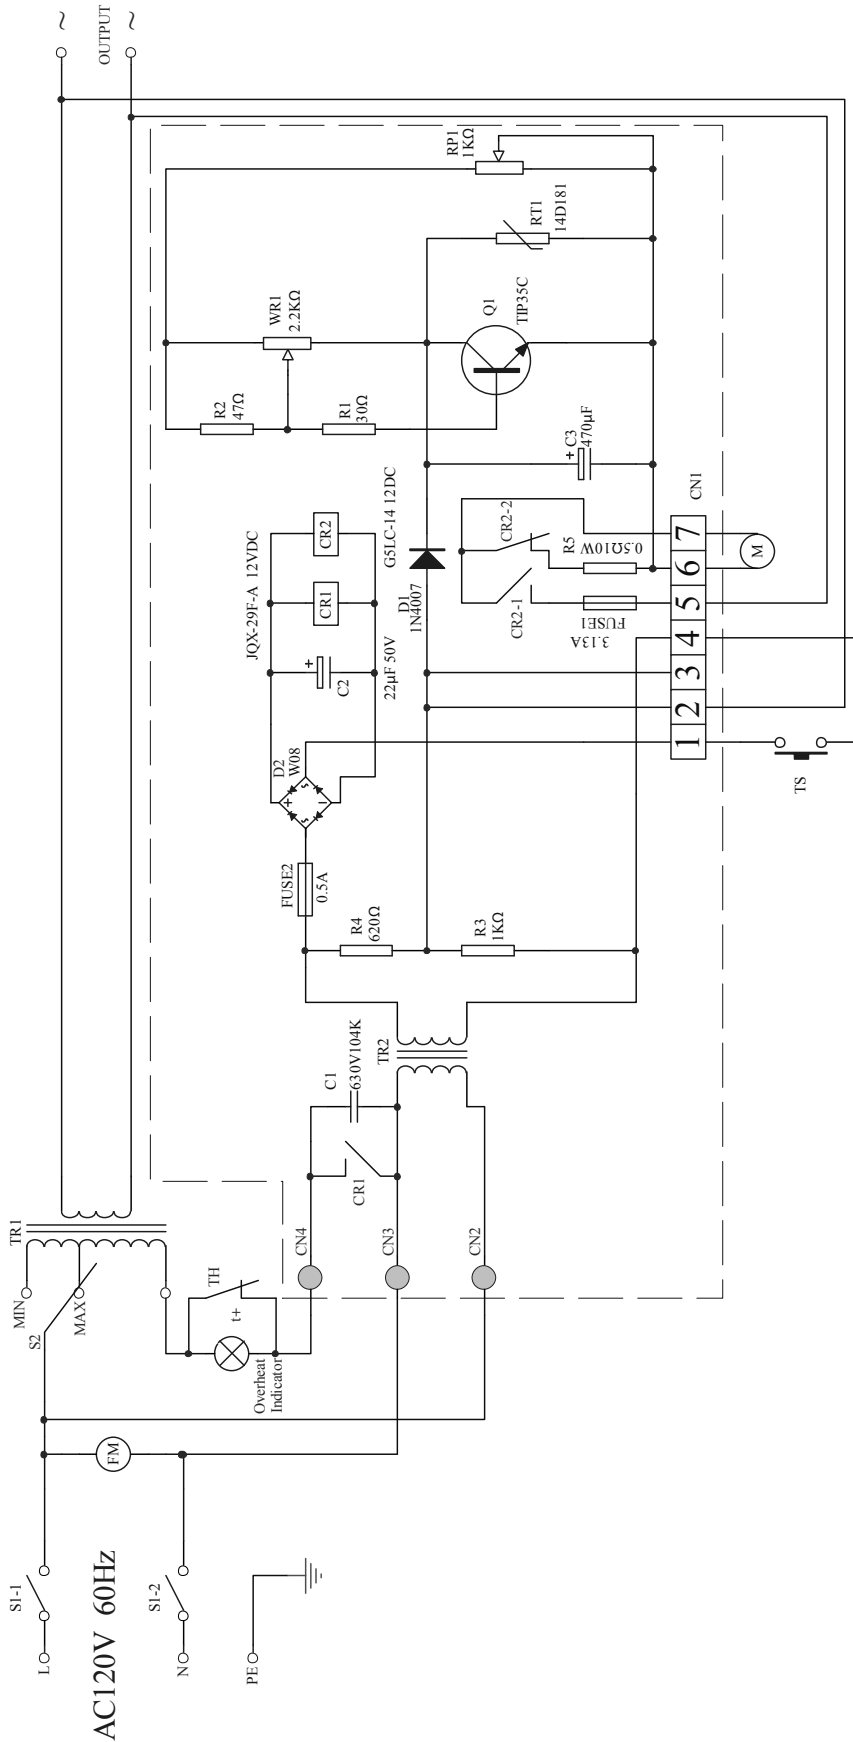 AC120V 60Hz
L
S1-1
N
S1-2
PE
FM
S2
MIN
MAX
TR1
TH
t+
Overheat
Indicator
CN4
CN3
CN2
CR1
C1
630V104K
TR2
R4
620Ω
R3
1KΩ
FUSE2
0.5A
D2
W08
C2
22μF 50V
JQX-29F-A 12VDC
CR1
CR2
G5LC-14 12DC
D1
1N4007
R2
47Ω
R1
30Ω
WR1
2.2KΩ
Q1
TIP35C
C3
470μF
RT1
14D181
RP1
1KΩ
CR2-1
CR2-2
R5
0.5Ω10W
FUSE1
3.13A
CN1
1 2 3 4 5 6 7
M
TS
OUTPUT
~
~
+
~
~
-
+
+